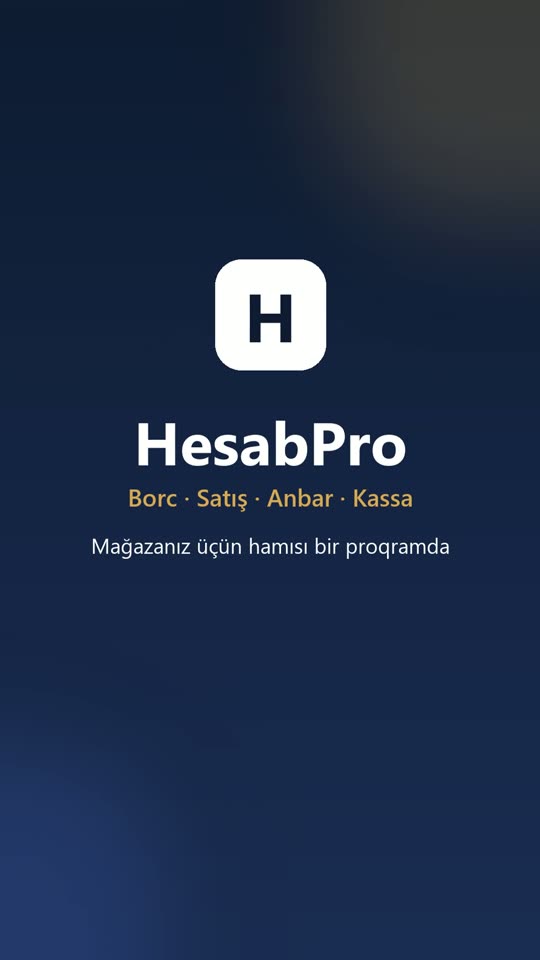 H
HesabPro
Borc · Satış · Anbar · Kassa
Mağazanız üçün hamısı bir proqramda